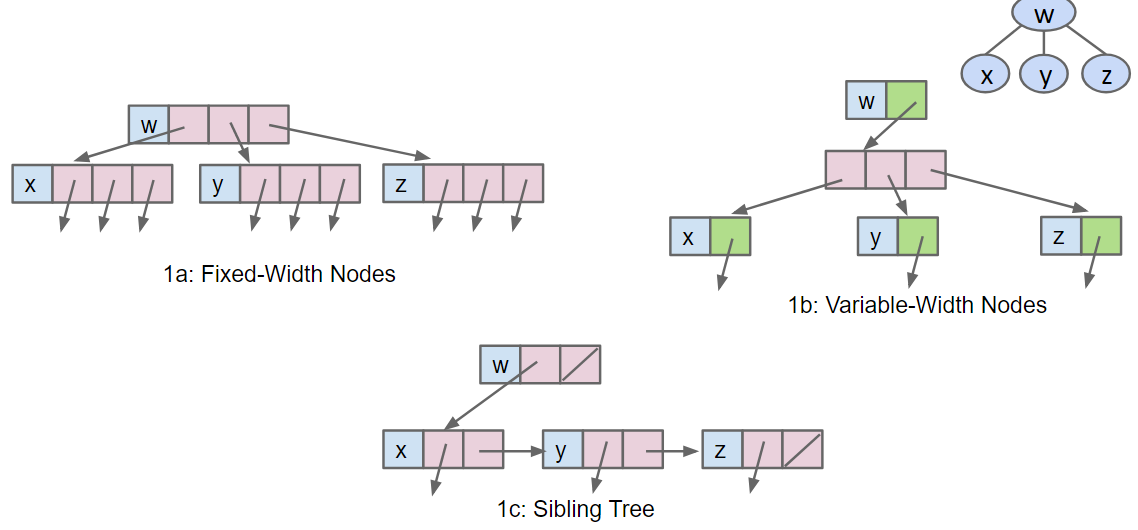 w
x y z
w
x y z
1a: Fixed-Width Nodes
w
x y z
1b: Variable-Width Nodes
w
x y z
1c: Sibling Tree